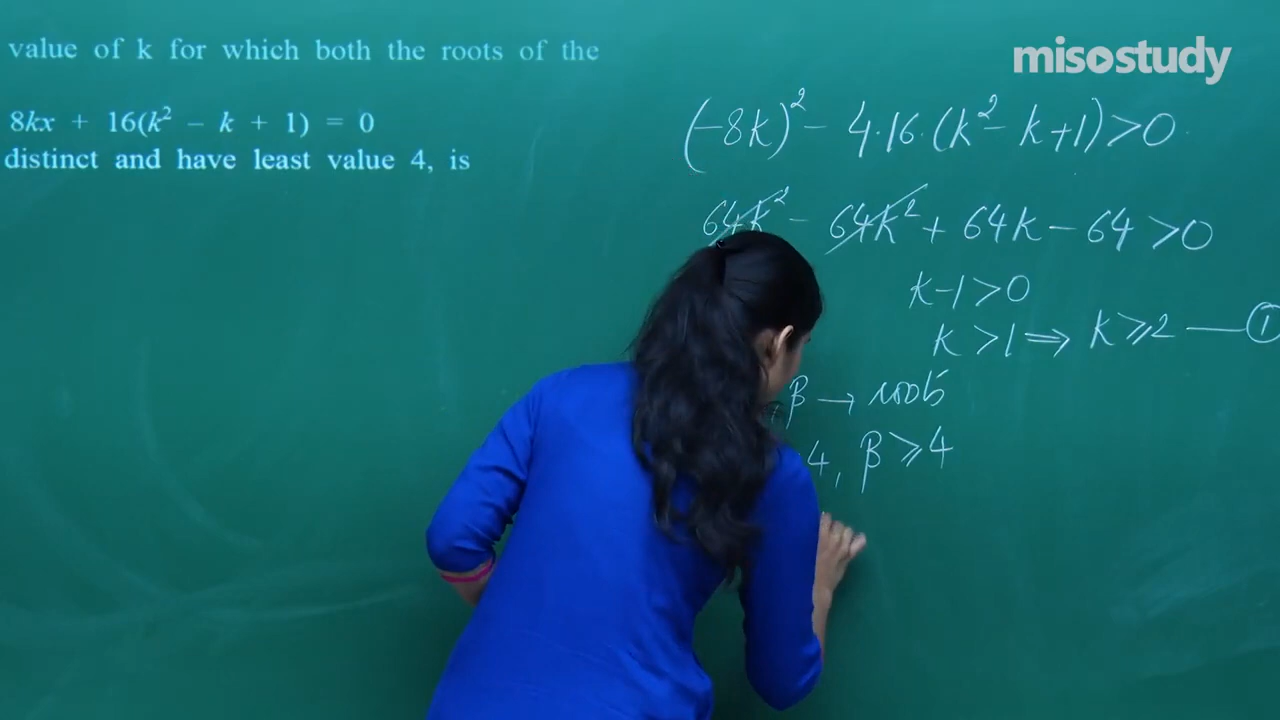 value of k for which both the roots of the
8kx + 16(k² – k + 1) = 0
distinct and have least value 4, is
misostudy
(-8k)² - 4·16·(k² - k+1)>0
64k² - 64k² + 64k - 64 >0
k-1>0
k >1 ⇒ k ≥ 2 — ①
β → roots
4, β ≥ 4